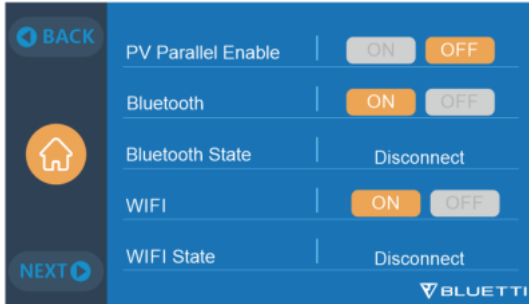 BACK
PV Parallel Enable ON OFF
Bluetooth ON OFF
Bluetooth State Disconnect
WIFI ON OFF
WIFI State Disconnect
NEXT
BLUETTI